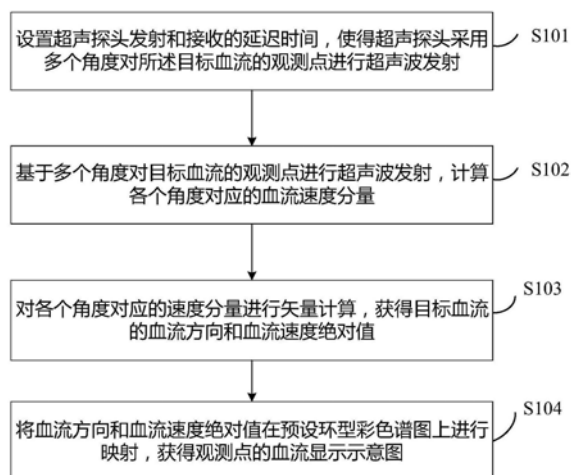 设置超声探头发射和接收的延迟时间，使得超声探头采用
多个角度对所述目标血流的观测点进行超声波发射
S101
基于多个角度对目标血流的观测点进行超声波发射，计算
各个角度对应的血流速度分量
S102
对各个角度对应的速度分量进行矢量计算，获得目标血流
的血流方向和血流速度绝对值
S103
将血流方向和血流速度绝对值在预设环型彩色谱图上进行
映射，获得观测点的血流显示示意图
S104